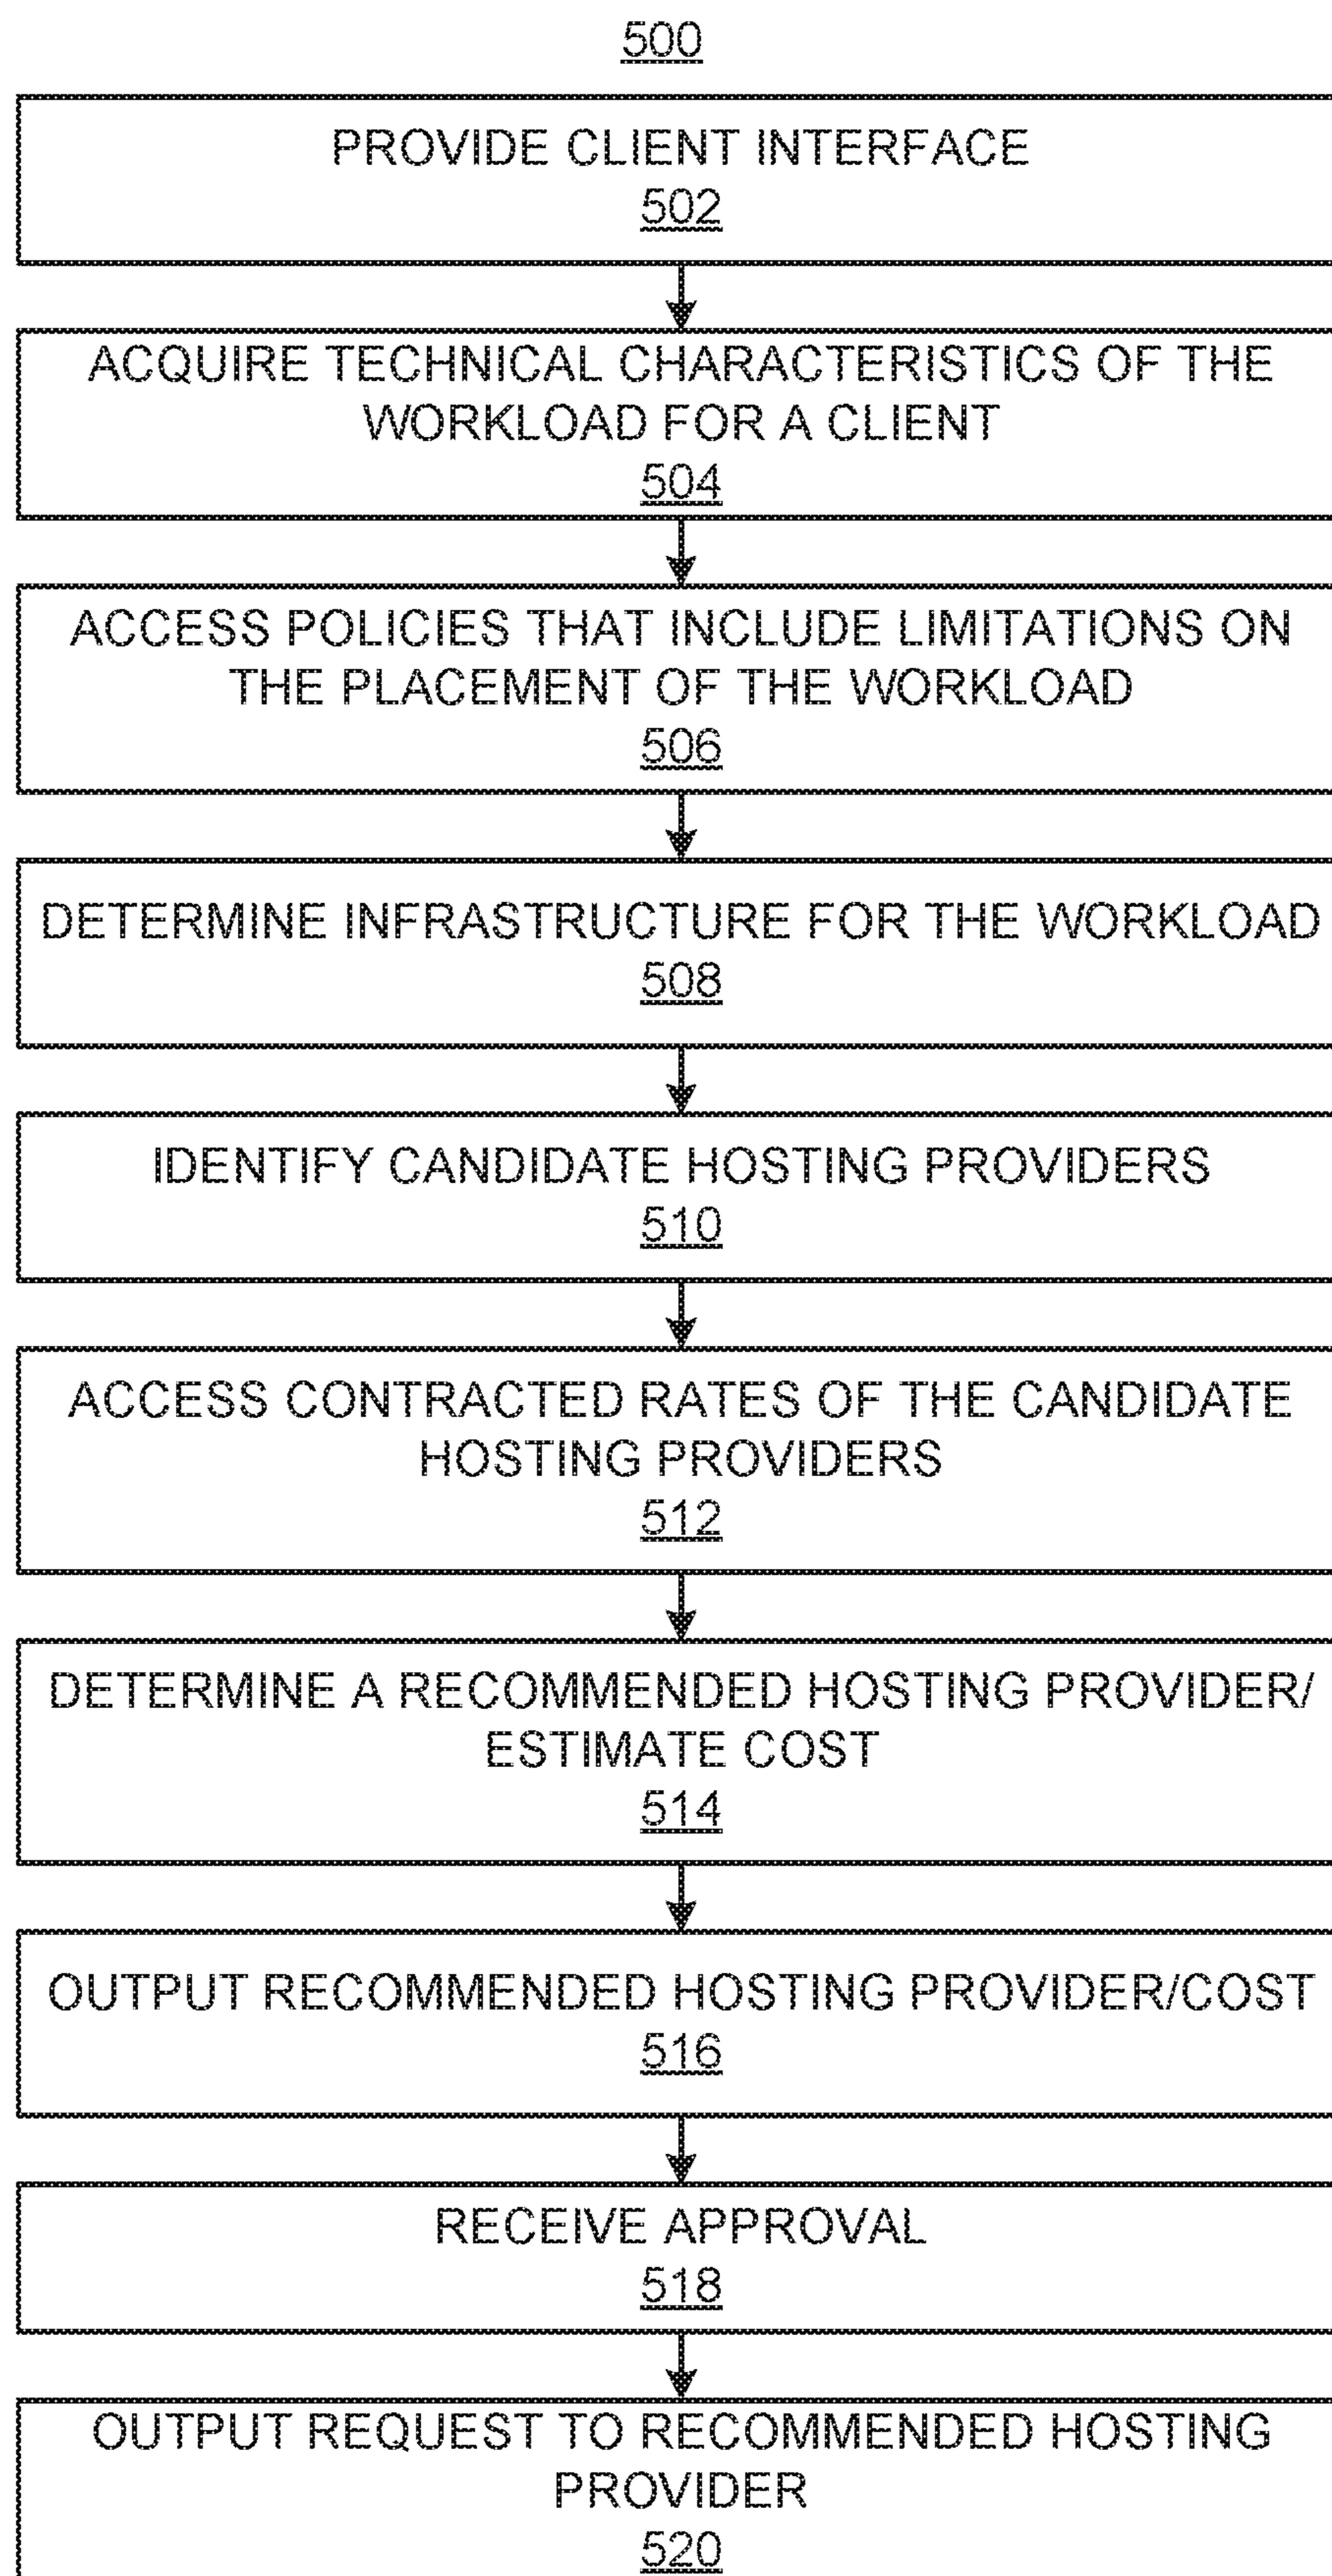 500
PROVIDE CLIENT INTERFACE
502
ACQUIRE TECHNICAL CHARACTERISTICS OF THE
WORKLOAD FOR A CLIENT
504
ACCESS POLICIES THAT INCLUDE LIMITATIONS ON
THE PLACEMENT OF THE WORKLOAD
506
DETERMINE INFRASTRUCTURE FOR THE WORKLOAD
508
IDENTIFY CANDIDATE HOSTING PROVIDERS
510
ACCESS CONTRACTED RATES OF THE CANDIDATE
HOSTING PROVIDERS
512
DETERMINE A RECOMMENDED HOSTING PROVIDER/
ESTIMATE COST
514
OUTPUT RECOMMENDED HOSTING PROVIDER/COST
516
RECEIVE APPROVAL
518
OUTPUT REQUEST TO RECOMMENDED HOSTING
PROVIDER
520